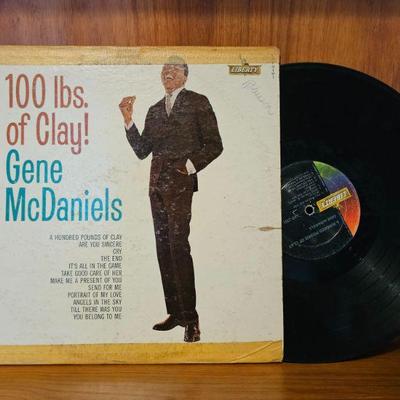 LIBERTY
100 lbs.
of Clay!
Gene
McDaniels
A HUNDRED POUNDS OF CLAY
ARE YOU SINCERE
CRY
THE END
IT'S ALL IN THE GAME
TAKE GOOD CARE OF HER
MAKE ME A PRESENT OF YOU
SEND FOR ME
PORTRAIT OF MY LOVE
ANGELS IN THE SKY
TILL THERE WAS YOU
YOU BELONG TO ME
LIBERTY